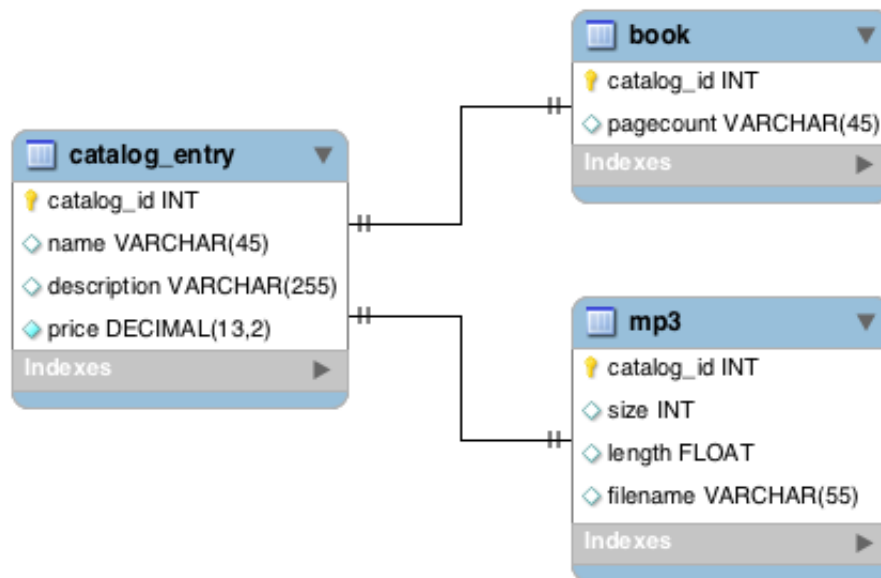 catalog_entry
catalog_id INT
name VARCHAR(45)
description VARCHAR(255)
price DECIMAL(13,2)
Indexes
book
catalog_id INT
pagecount VARCHAR(45)
Indexes
mp3
catalog_id INT
size INT
length FLOAT
filename VARCHAR(55)
Indexes